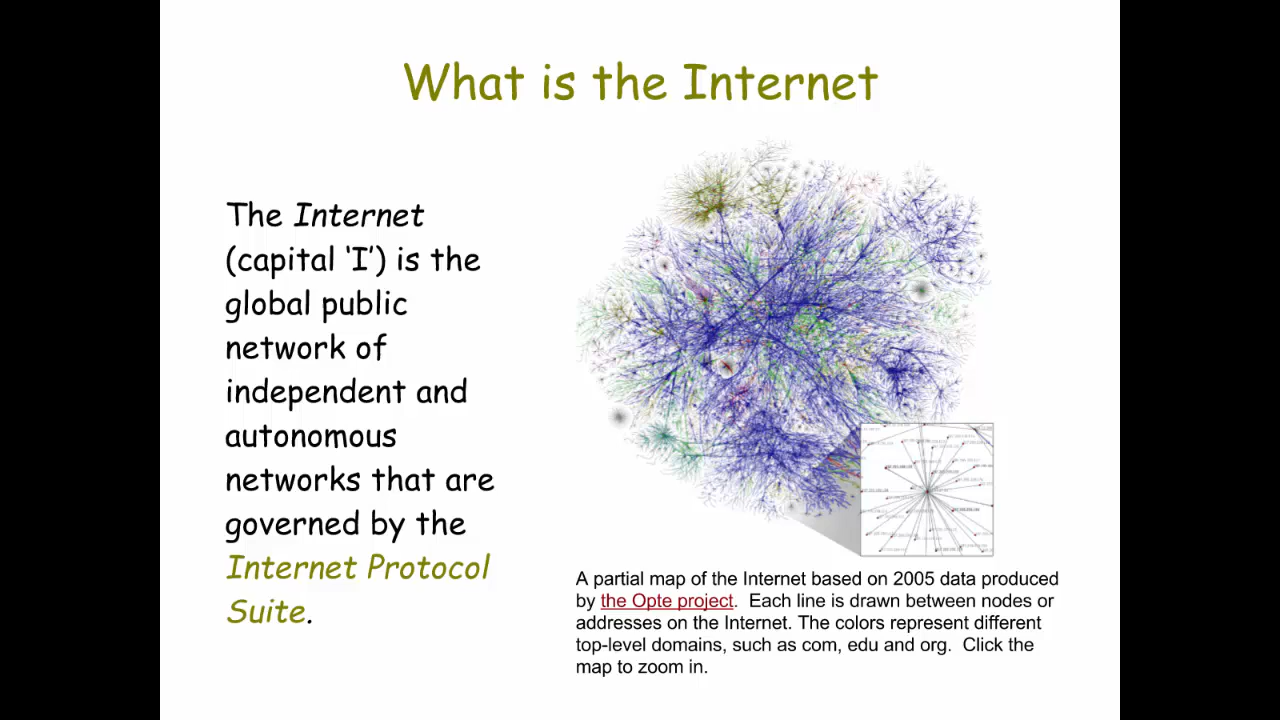 What is the Internet
The Internet
(capital ‘I’) is the
global public
network of
independent and
autonomous
networks that are
governed by the
Internet Protocol
Suite.
A partial map of the Internet based on 2005 data produced
by the Opte project.  Each line is drawn between nodes or
addresses on the Internet. The colors represent different
top-level domains, such as com, edu and org.  Click the
map to zoom in.